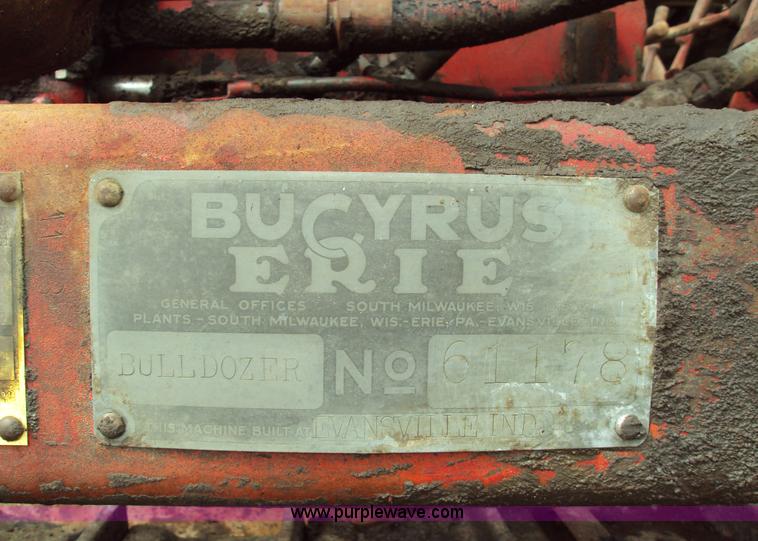 BUCYRUS
ERIE
GENERAL OFFICES SOUTH MILWAUKEE, WIS.
PLANTS - SOUTH MILWAUKEE, WIS.-ERIE, PA.-EVANSVILLE, IND.
BULLDOZER No 61178
THIS MACHINE BUILT AT EVANSVILLE IND.
www.purplewave.com